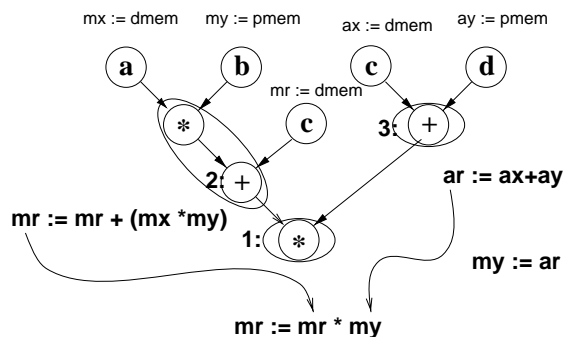 mx := dmem my := pmem ax := dmem ay := pmem
a b c d
mr := dmem
c
* 3: +
2: +
ar := ax+ay
mr := mr + (mx *my)
1: *
my := ar
mr := mr * my